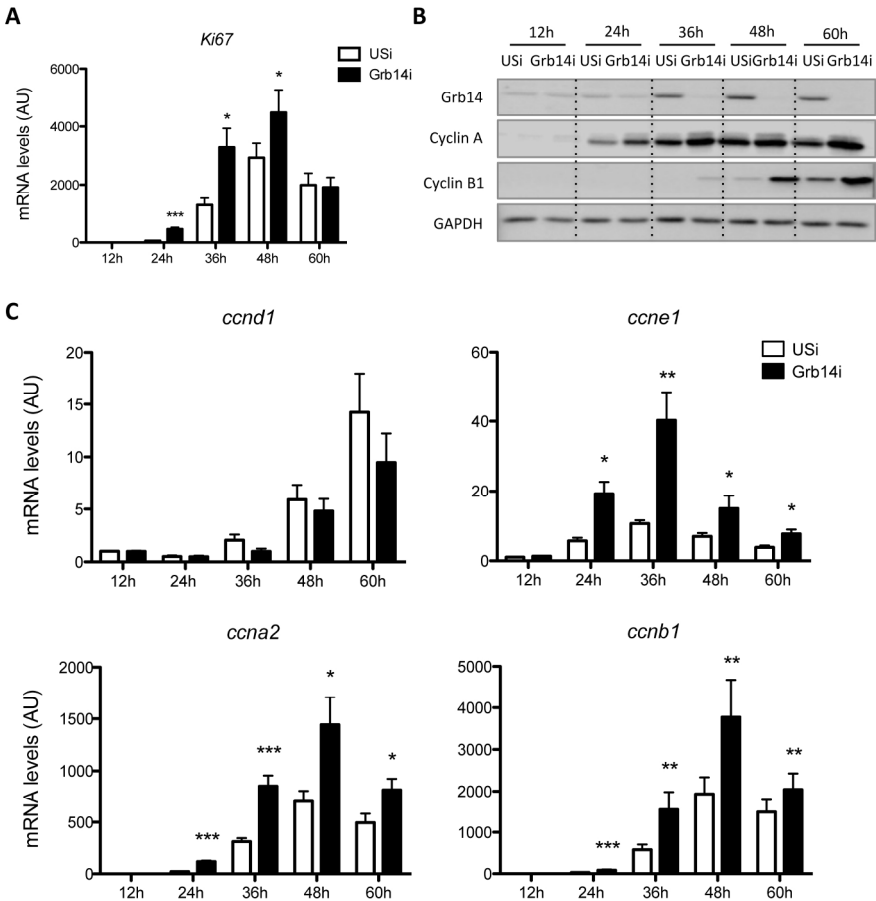 A
Ki67
USi
Grb14i
mRNA levels (AU)
6000
4000
2000
0
* *
***
12h 24h 36h 48h 60h
B
12h 24h 36h 48h 60h
USi Grb14i USi Grb14i USi Grb14i USiGrb14i USi Grb14i
Grb14
Cyclin A
Cyclin B1
GAPDH
C
ccnd1
mRNA levels (AU)
20
15
10
5
0
12h 24h 36h 48h 60h
ccne1
USi
Grb14i
60
40
20
0
* ** * *
12h 24h 36h 48h 60h
ccna2
mRNA levels (AU)
2000
1500
1000
500
0
*** *** * *
12h 24h 36h 48h 60h
ccnb1
5000
4000
3000
2000
1000
0
*** ** ** **
12h 24h 36h 48h 60h